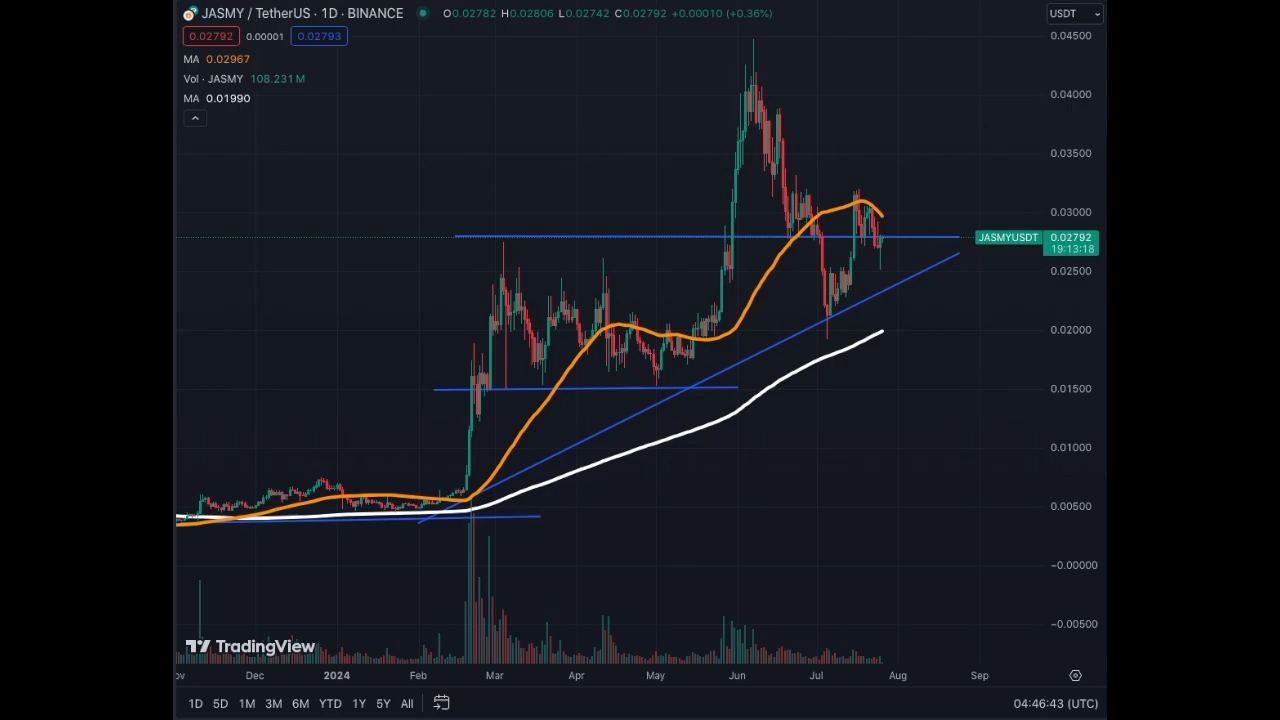 JASMY / TetherUS · 1D · BINANCE O0.02782 H0.02806 L0.02742 C0.02792 +0.00010 (+0.36%) USDT
0.02792 0.00001 0.02793
MA 0.02967
Vol · JASMY 108.231 M
MA 0.01990
0.04500
0.04000
0.03500
0.03000
JASMYUSDT 0.02792
19:13:18
0.02500
0.02000
0.01500
0.01000
0.00500
−0.00000
−0.00500
TradingView
ov Dec 2024 Feb Mar Apr May Jun Jul Aug Sep
1D 5D 1M 3M 6M YTD 1Y 5Y All 04:46:43 (UTC)